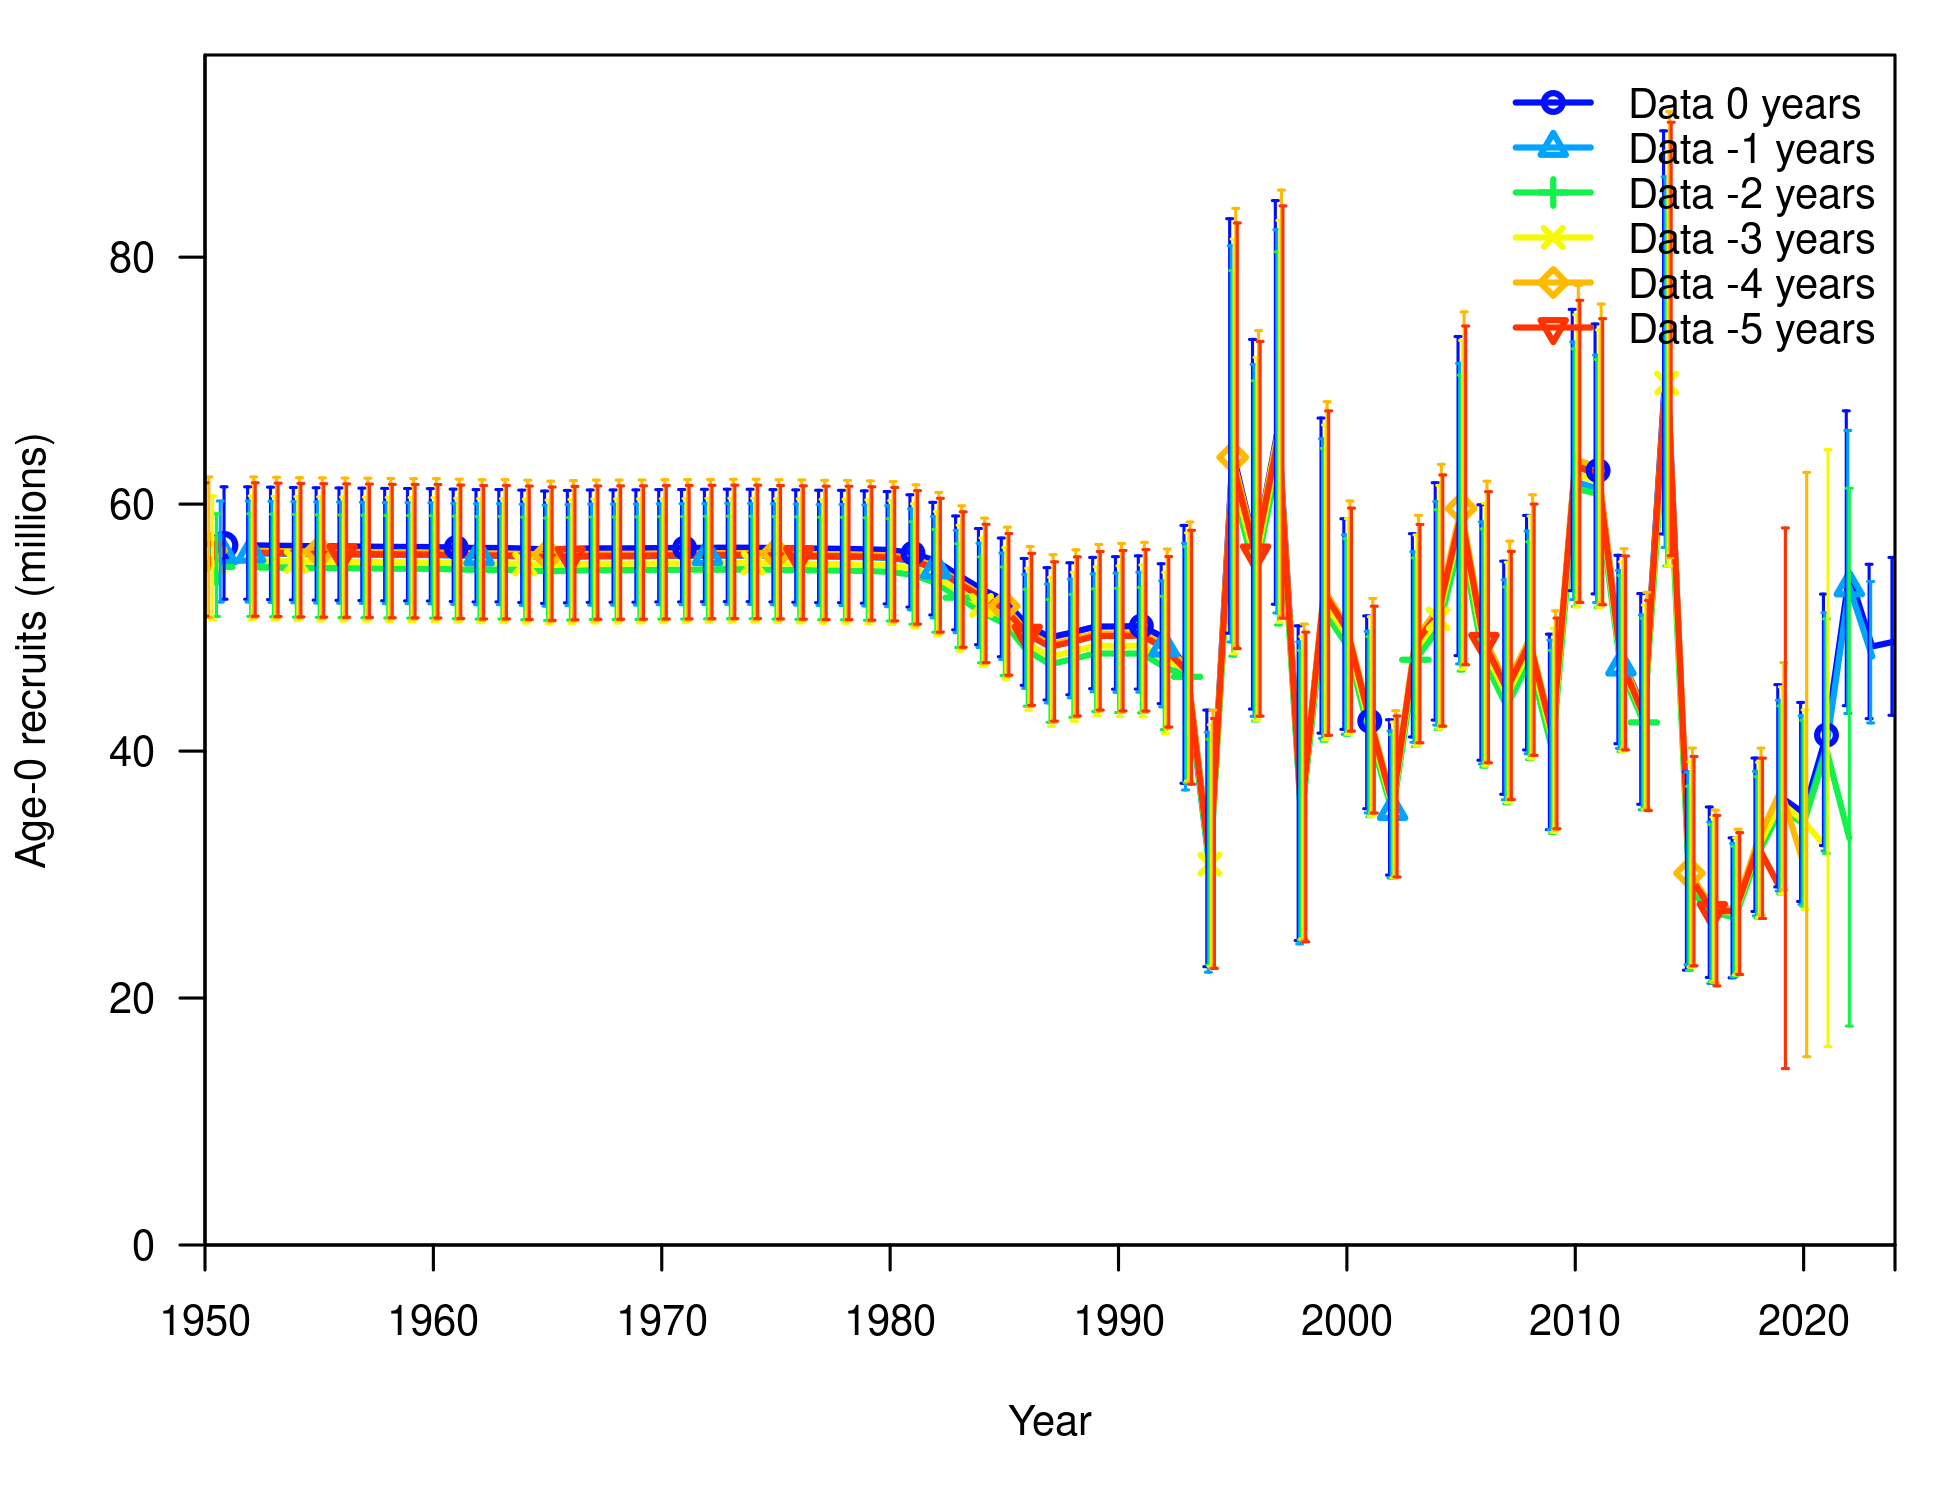 Data 0 years
Data -1 years
Data -2 years
Data -3 years
Data -4 years
Data -5 years
Age-0 recruits (millions)
80
60
40
20
0
1950 1960 1970 1980 1990 2000 2010 2020
Year